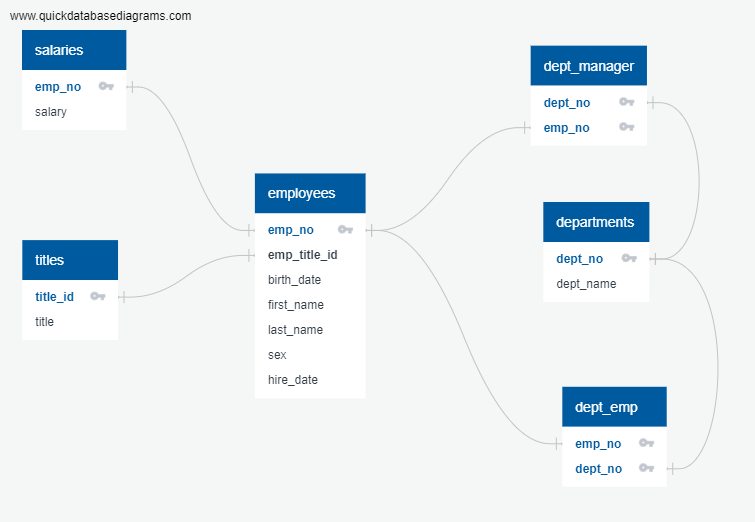 www.quickdatabasediagrams.com
salaries
emp_no
salary
titles
title_id
title
employees
emp_no
emp_title_id
birth_date
first_name
last_name
sex
hire_date
dept_manager
dept_no
emp_no
departments
dept_no
dept_name
dept_emp
emp_no
dept_no